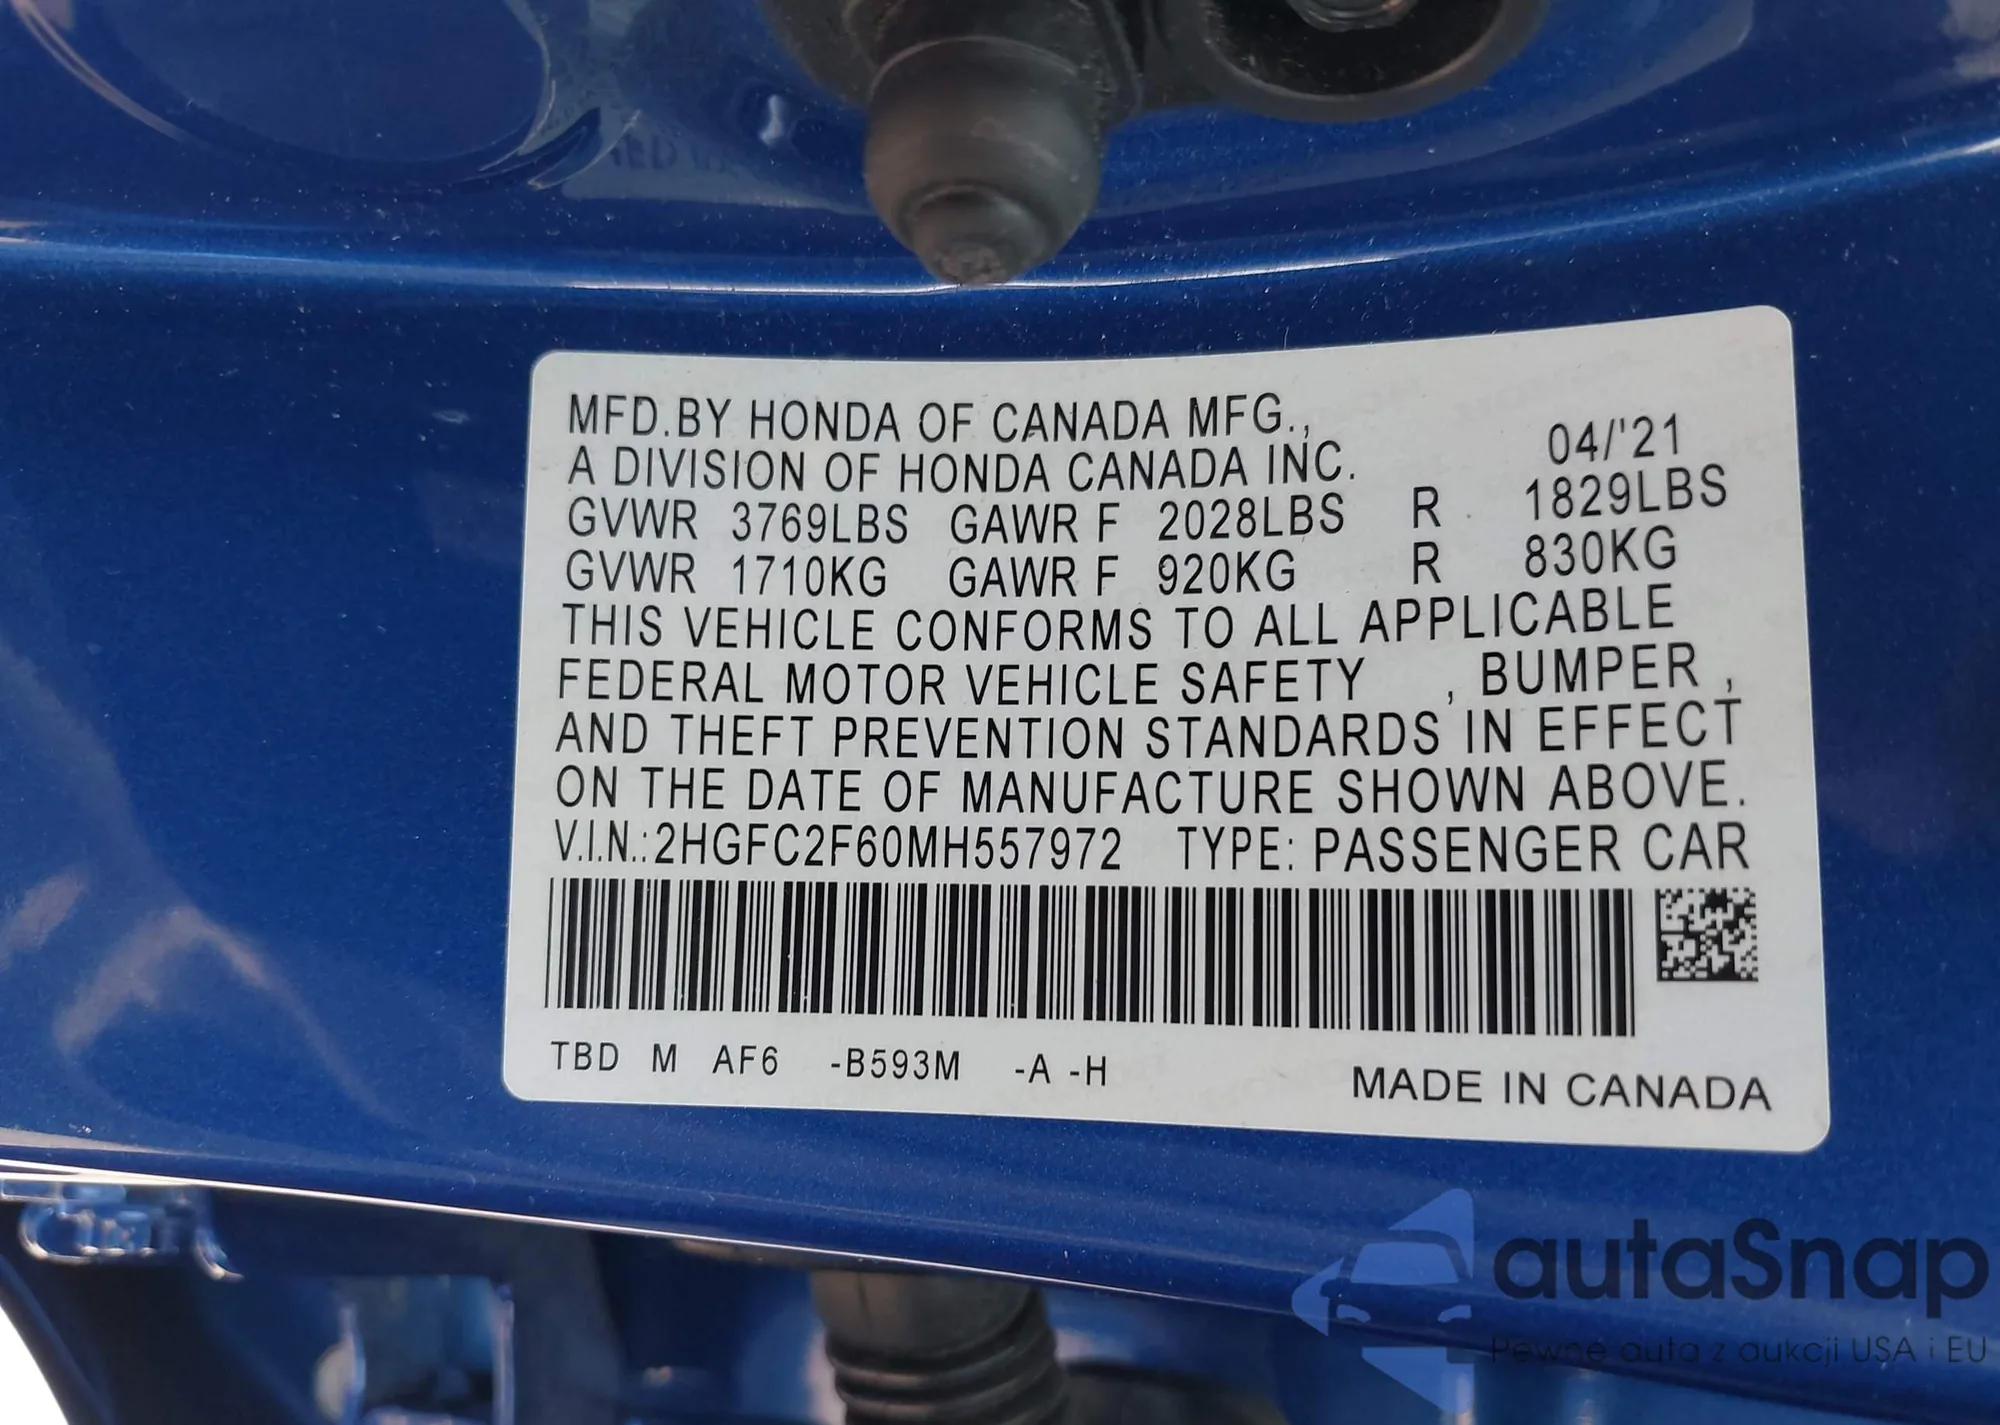 MFD.BY HONDA OF CANADA MFG., 04/'21
A DIVISION OF HONDA CANADA INC.
GVWR 3769LBS GAWR F 2028LBS R 1829LBS
GVWR 1710KG GAWR F 920KG R 830KG
THIS VEHICLE CONFORMS TO ALL APPLICABLE
FEDERAL MOTOR VEHICLE SAFETY , BUMPER ,
AND THEFT PREVENTION STANDARDS IN EFFECT
ON THE DATE OF MANUFACTURE SHOWN ABOVE.
V.I.N.:2HGFC2F60MH557972 TYPE: PASSENGER CAR
TBD M AF6 -B593M -A -H
MADE IN CANADA
autaSnap
Pewne auta z aukcji USA i EU